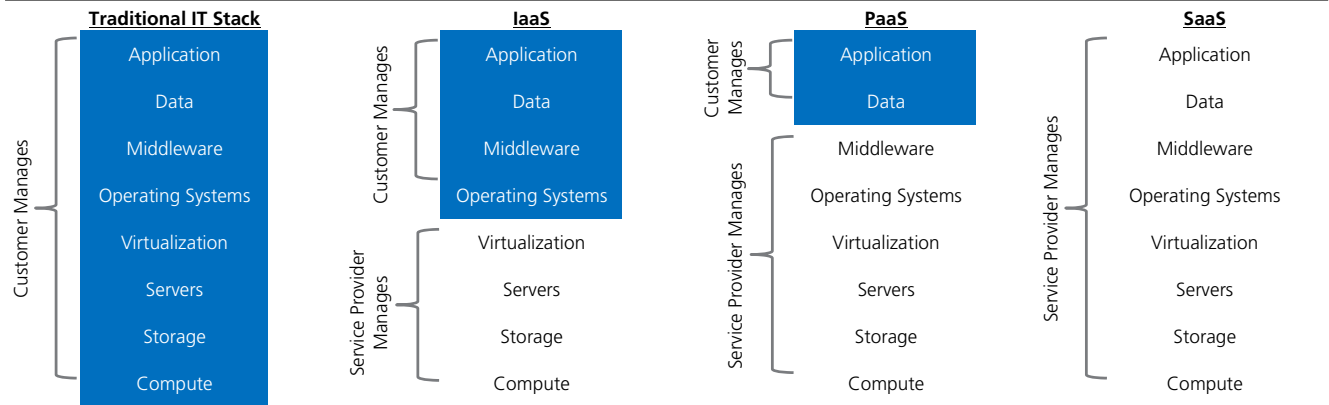 Traditional IT Stack
Customer Manages
Application
Data
Middleware
Operating Systems
Virtualization
Servers
Storage
Compute
IaaS
Customer Manages
Service Provider
Manages
Application
Data
Middleware
Operating Systems
Virtualization
Servers
Storage
Compute
PaaS
Customer
Manages
Service Provider Manages
Application
Data
Middleware
Operating Systems
Virtualization
Servers
Storage
Compute
SaaS
Service Provider Manages
Application
Data
Middleware
Operating Systems
Virtualization
Servers
Storage
Compute